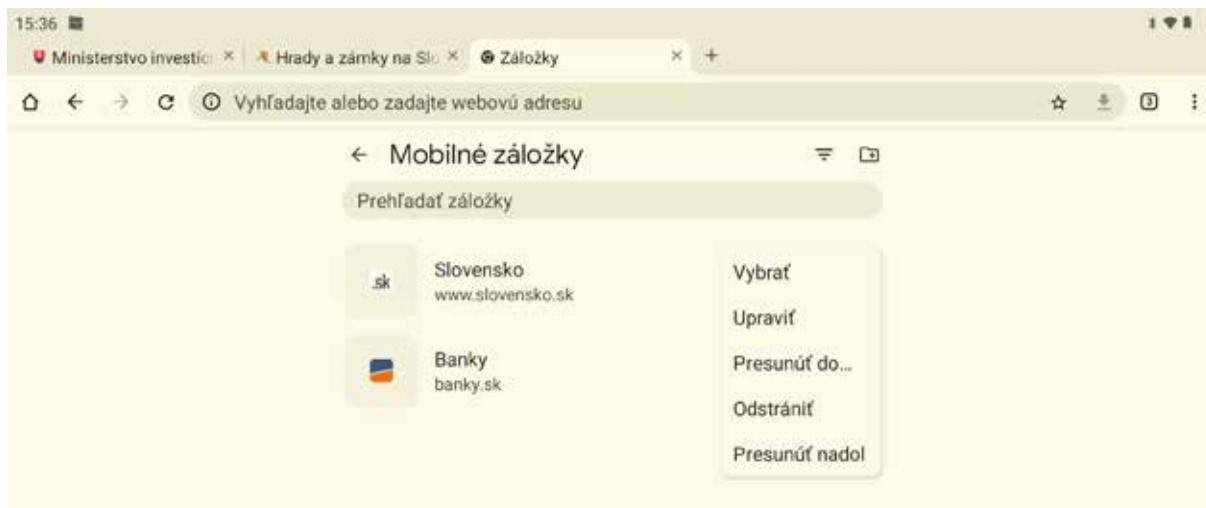 15:36
Ministerstvo investíc
Hrady a zámky na Slo
Záložky
Vyhľadajte alebo zadajte webovú adresu
3
Mobilné záložky
Prehľadať záložky
.sk
Slovensko
www.slovensko.sk
Banky
banky.sk
Vybrať
Upraviť
Presunúť do...
Odstrániť
Presunúť nadol